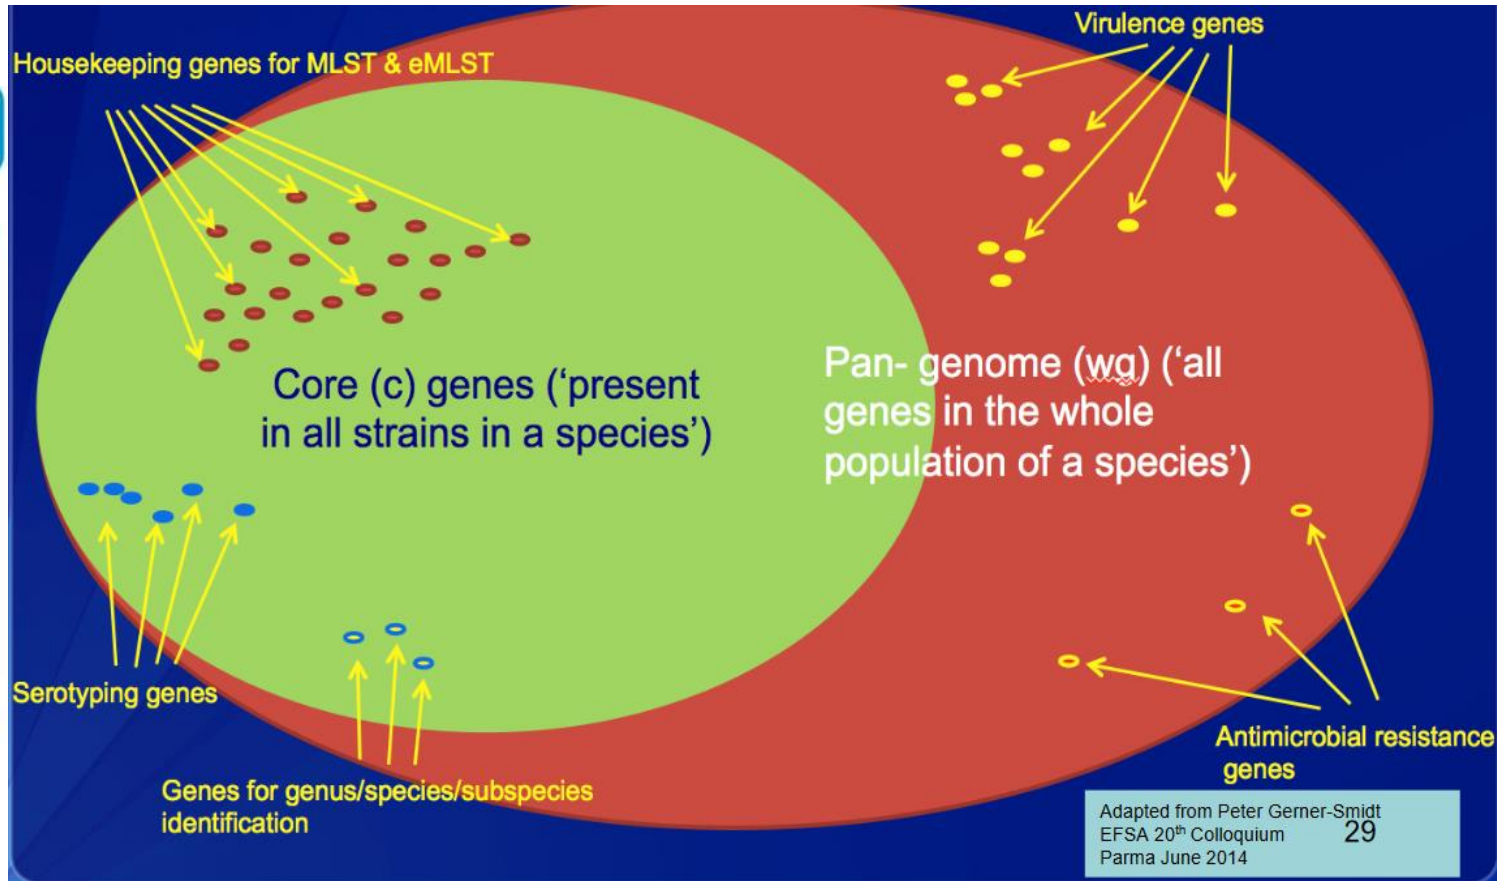 Virulence genes
Housekeeping genes for MLST & eMLST
Core (c) genes (‘present
in all strains in a species’)
Pan- genome (wg) (‘all
genes in the whole
population of a species’)
Serotyping genes
Genes for genus/species/subspecies
identification
Antimicrobial resistance
genes
Adapted from Peter Gerner-Smidt
EFSA 20th Colloquium
Parma June 2014
29